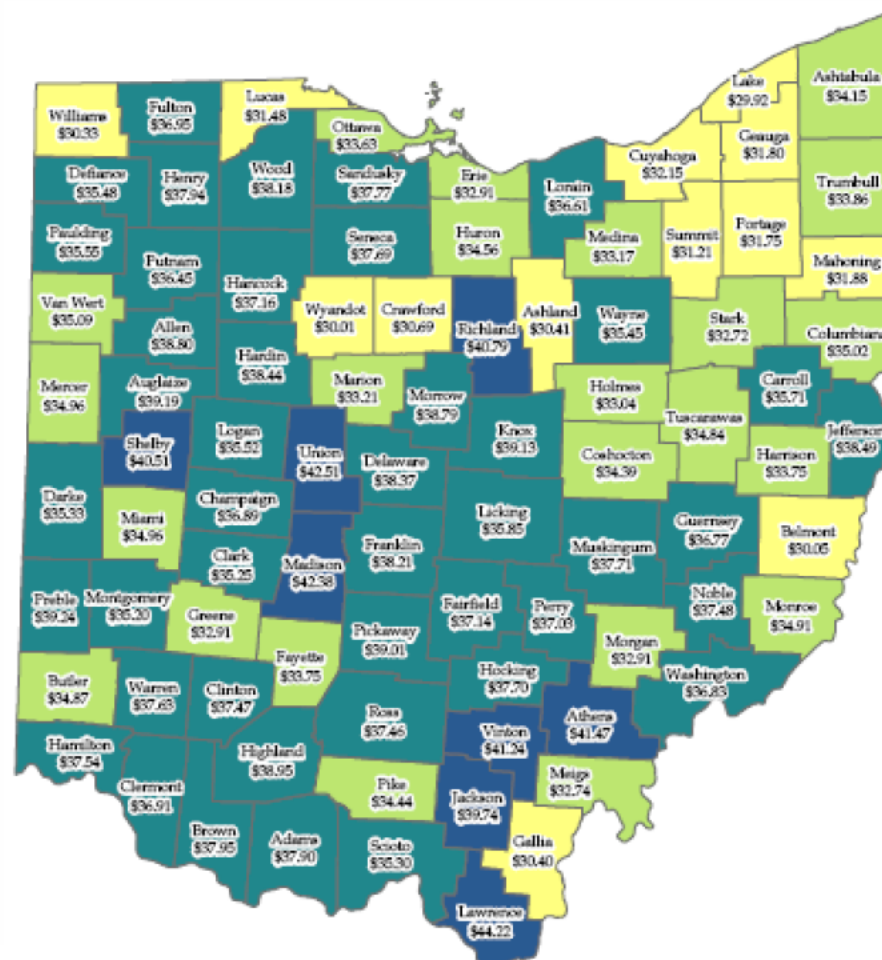 Williams
$30.33
Fulton
$36.95
Lucas
$31.48
Ottawa
$33.63
Lake
$29.92
Ashtabula
$34.15
Geauga
$31.80
Cuyahoga
$32.15
Defiance
$35.48
Henry
$37.94
Wood
$38.18
Sandusky
$37.77
Erie
$32.91
Lorain
$36.61
Trumbull
$33.86
Paulding
$35.55
Putnam
$36.45
Seneca
$37.69
Huron
$34.56
Medina
$33.17
Summit
$31.21
Portage
$31.75
Mahoning
$31.88
Hancock
$37.16
Van Wert
$35.09
Wyandot
$30.01
Crawford
$30.69
Richland
$40.79
Ashland
$30.41
Wayne
$35.45
Stark
$32.72
Columbian
$35.02
Allen
$38.80
Hardin
$38.44
Mercer
$34.96
Auglaize
$39.19
Marion
$33.21
Morrow
$38.79
Holmes
$33.04
Carroll
$35.71
Tuscarawas
$34.84
Jefferson
$38.49
Shelby
$40.51
Logan
$35.52
Union
$42.51
Knox
$39.13
Delaware
$38.37
Coshocton
$34.39
Harrison
$33.75
Darke
$35.33
Champaign
$36.89
Miami
$34.96
Licking
$35.85
Guernsey
$36.77
Belmont
$30.05
Clark
$35.25
Madison
$42.38
Franklin
$38.21
Muskingum
$37.71
Preble
$39.24
Montgomery
$35.20
Greene
$32.91
Fairfield
$37.14
Perry
$37.03
Noble
$37.48
Monroe
$34.91
Pickaway
$39.01
Fayette
$33.75
Morgan
$32.91
Butler
$34.87
Warren
$37.63
Clinton
$37.47
Hocking
$37.70
Washington
$36.83
Ross
$37.46
Athens
$41.47
Vinton
$41.24
Hamilton
$37.54
Highland
$38.95
Clermont
$36.91
Pike
$34.44
Jackson
$39.74
Meigs
$32.74
Brown
$37.95
Adams
$37.90
Scioto
$35.30
Gallia
$30.40
Lawrence
$44.22